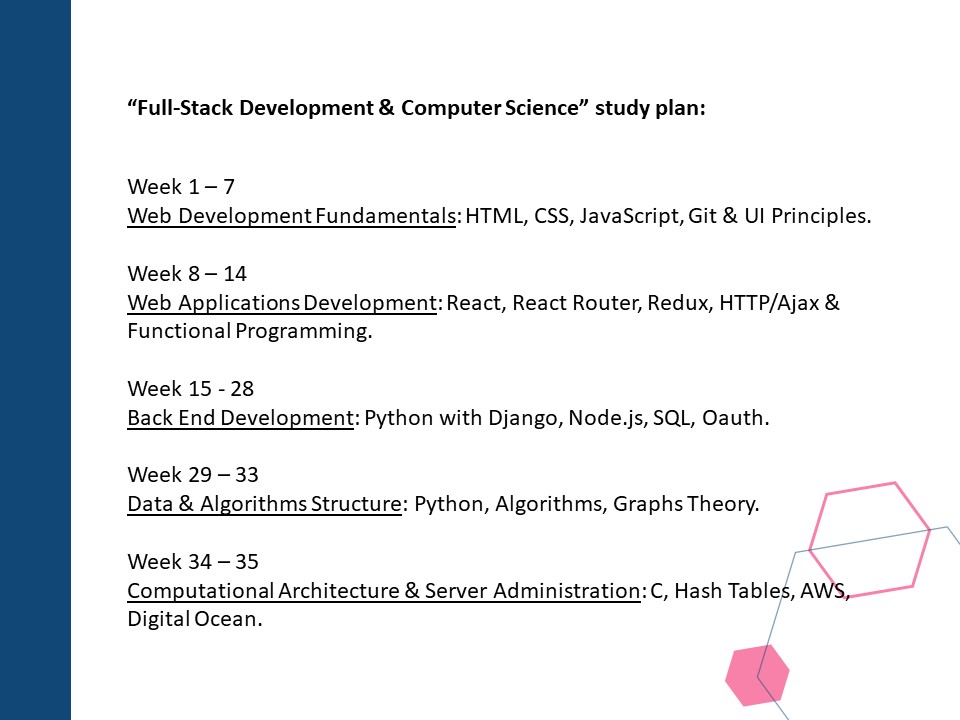 “Full-Stack Development & Computer Science” study plan:
Week 1 – 7
Web Development Fundamentals: HTML, CSS, JavaScript, Git & UI Principles.
Week 8 – 14
Web Applications Development: React, React Router, Redux, HTTP/Ajax &
Functional Programming.
Week 15 - 28
Back End Development: Python with Django, Node.js, SQL, Oauth.
Week 29 – 33
Data & Algorithms Structure: Python, Algorithms, Graphs Theory.
Week 34 – 35
Computational Architecture & Server Administration: C, Hash Tables, AWS,
Digital Ocean.